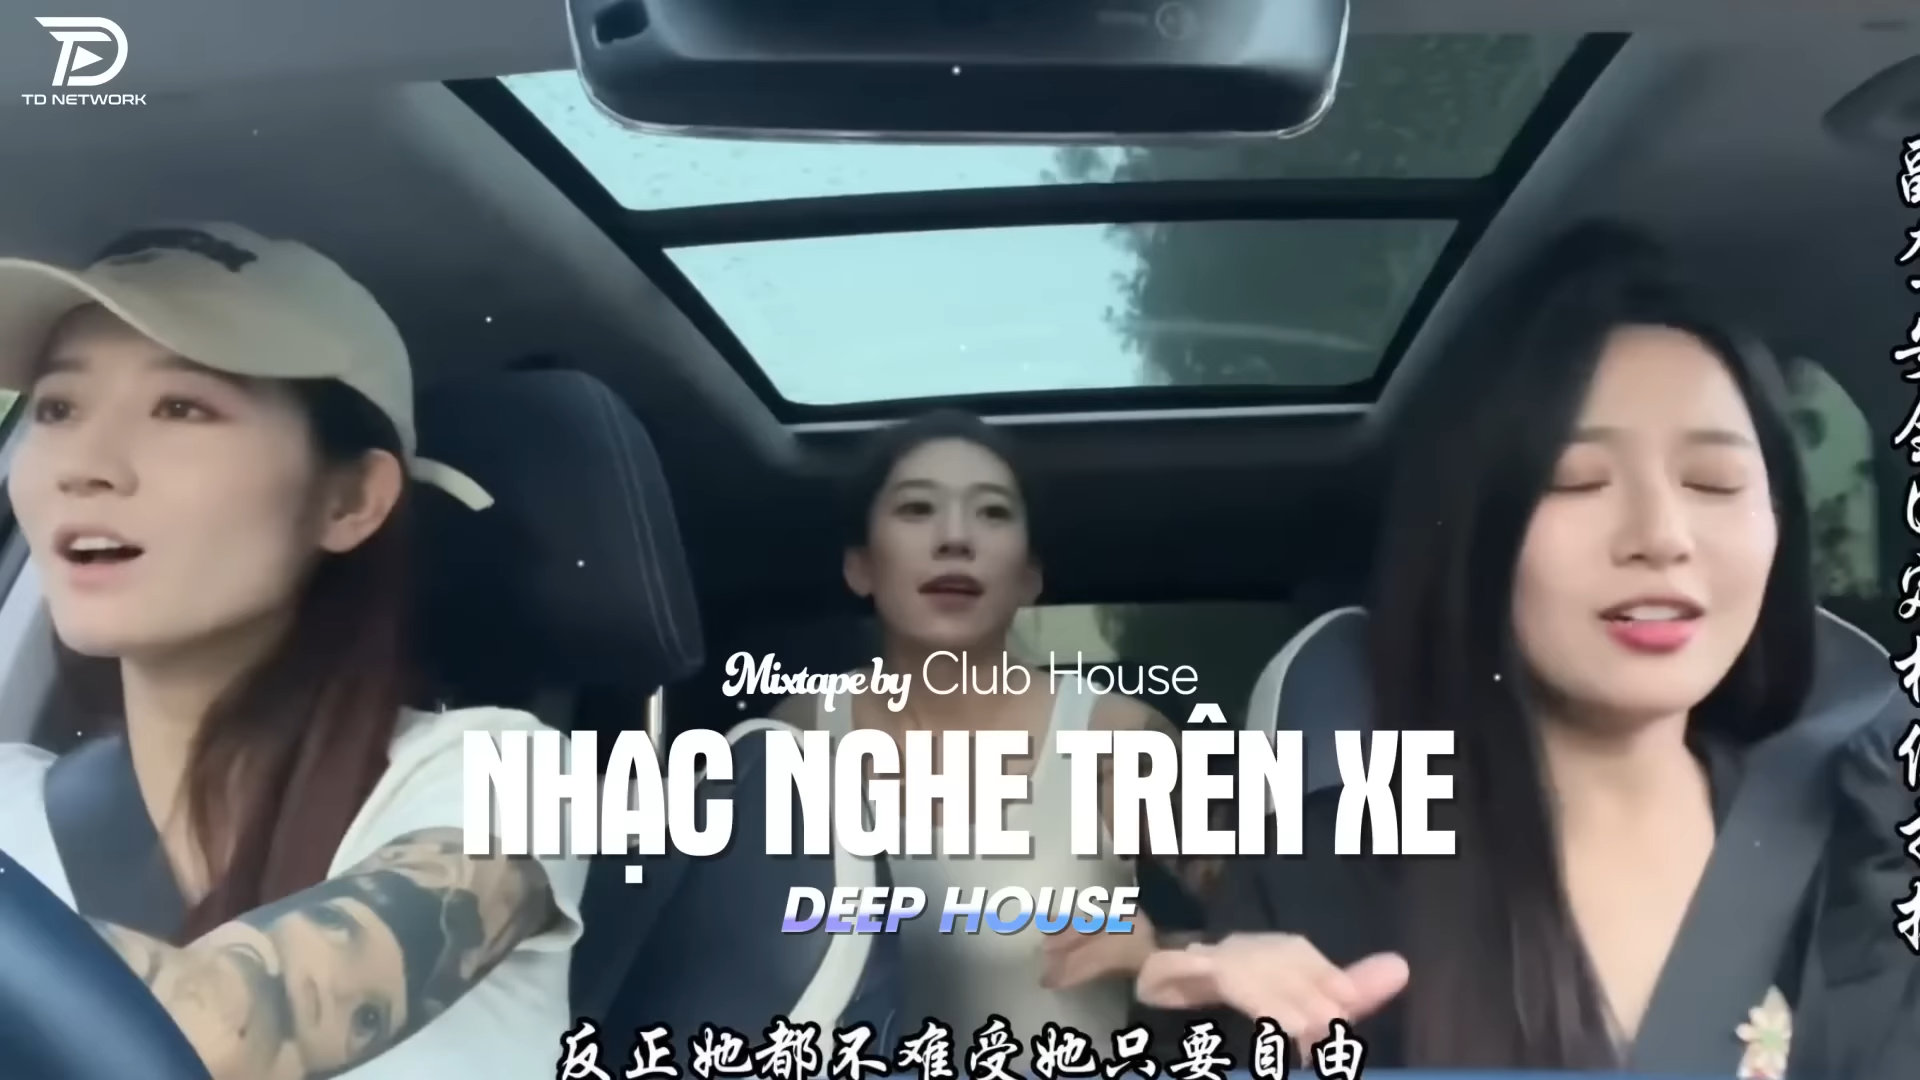 TD NETWORK
Mixtape by Club House
NHẠC NGHE TRÊN XE
DEEP HOUSE
反正她都不难受她只要自由